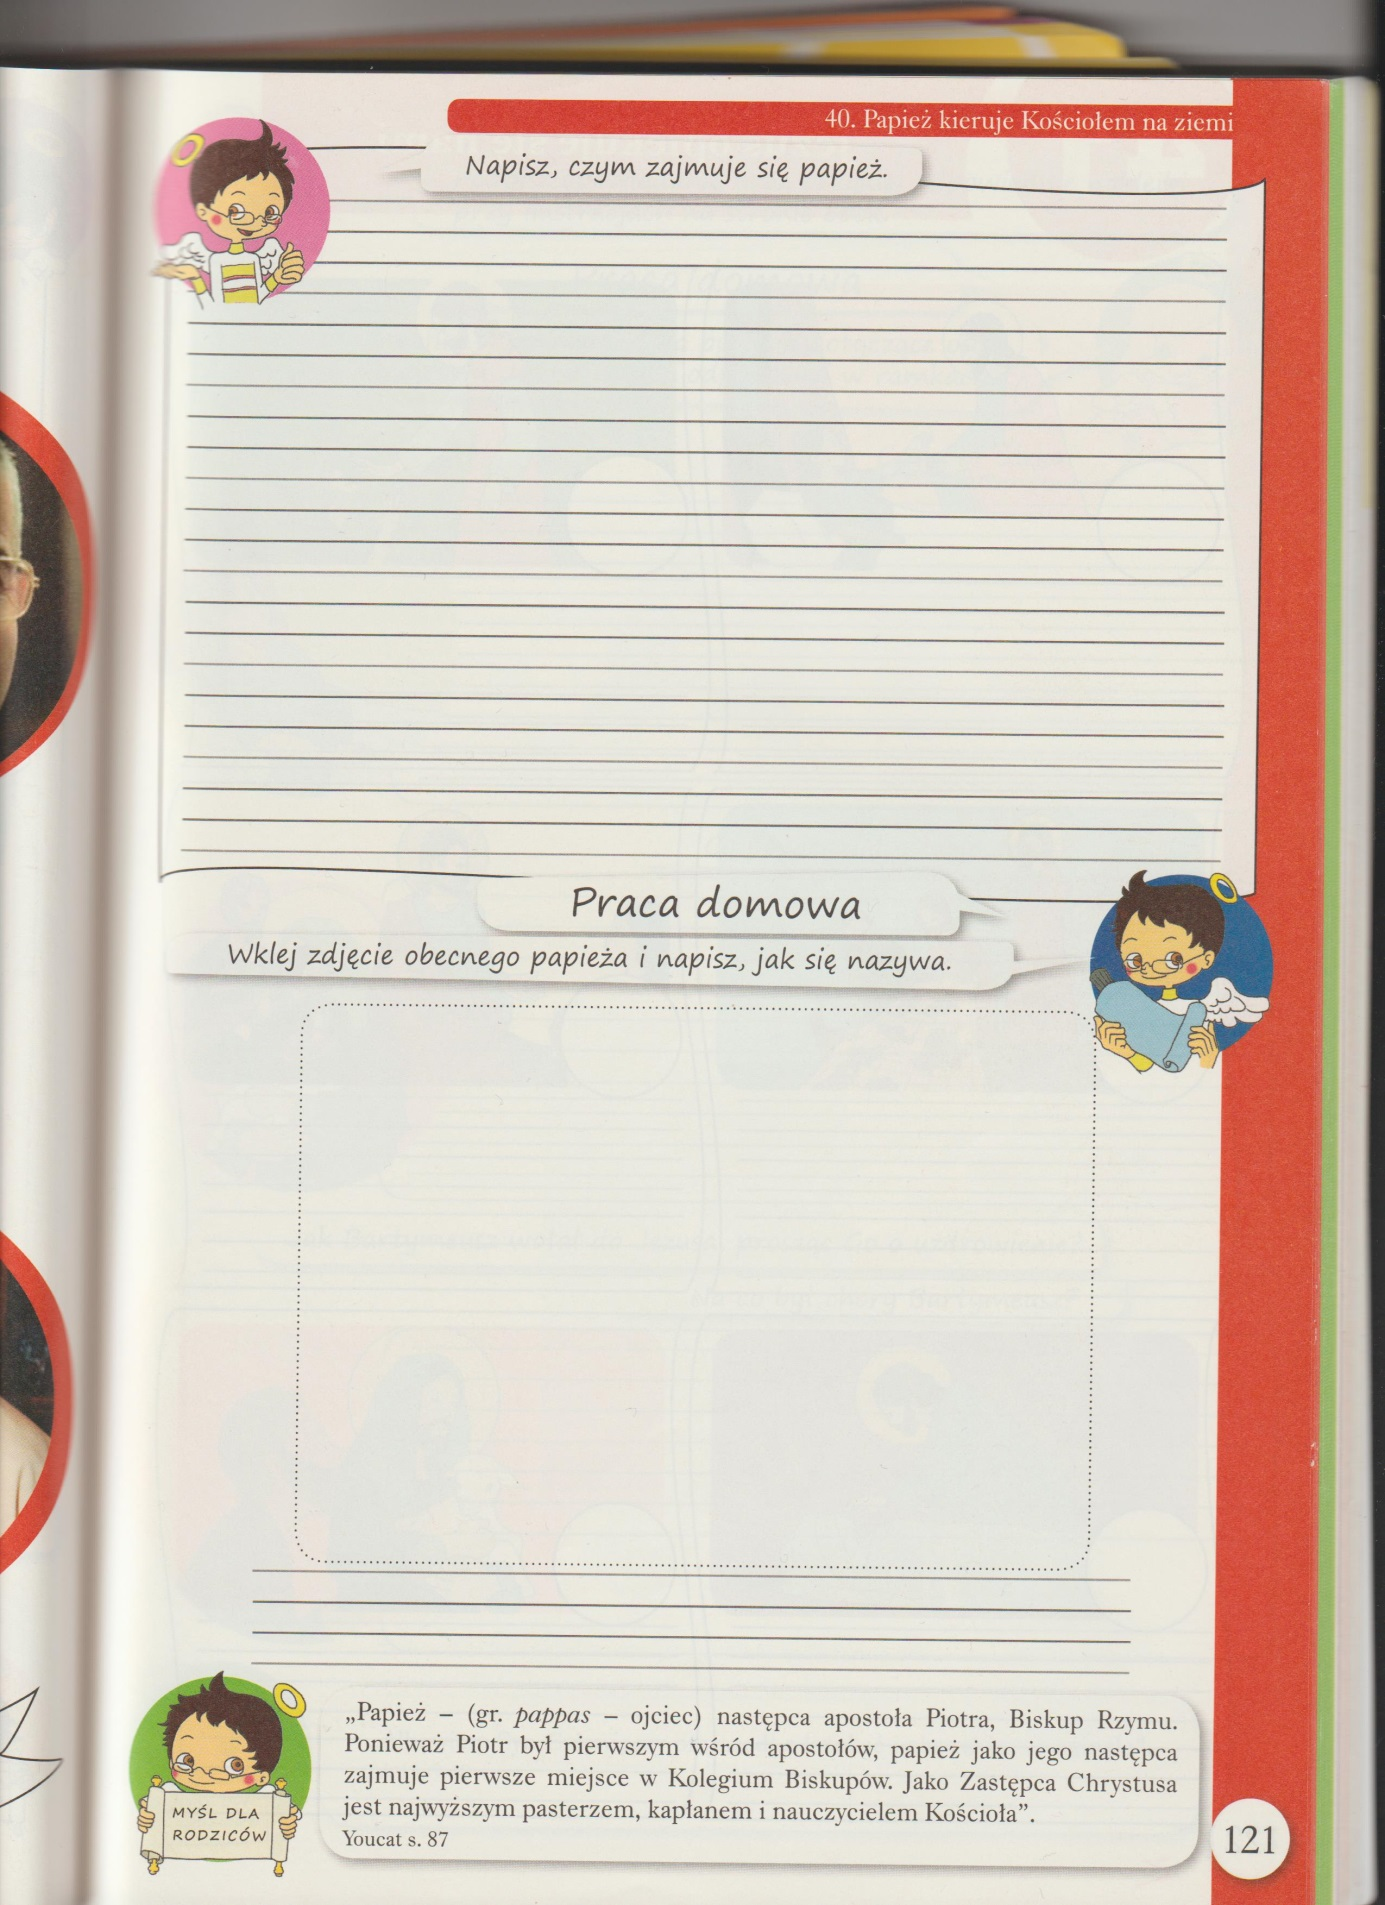 40. Papież kieruje Kościołem na ziemi
Napisz, czym zajmuje się papież.
Praca domowa
Wklej zdjęcie obecnego papieża i napisz, jak się nazywa.
„Papież – (gr. pappas – ojciec) następca apostoła Piotra, Biskup Rzymu.
Ponieważ Piotr był pierwszym wśród apostołów, papież jako jego następca
zajmuje pierwsze miejsce w Kolegium Biskupów. Jako Zastępca Chrystusa
jest najwyższym pasterzem, kapłanem i nauczycielem Kościoła”.
Youcat s. 87
MYŚL DLA
RODZICÓW
121